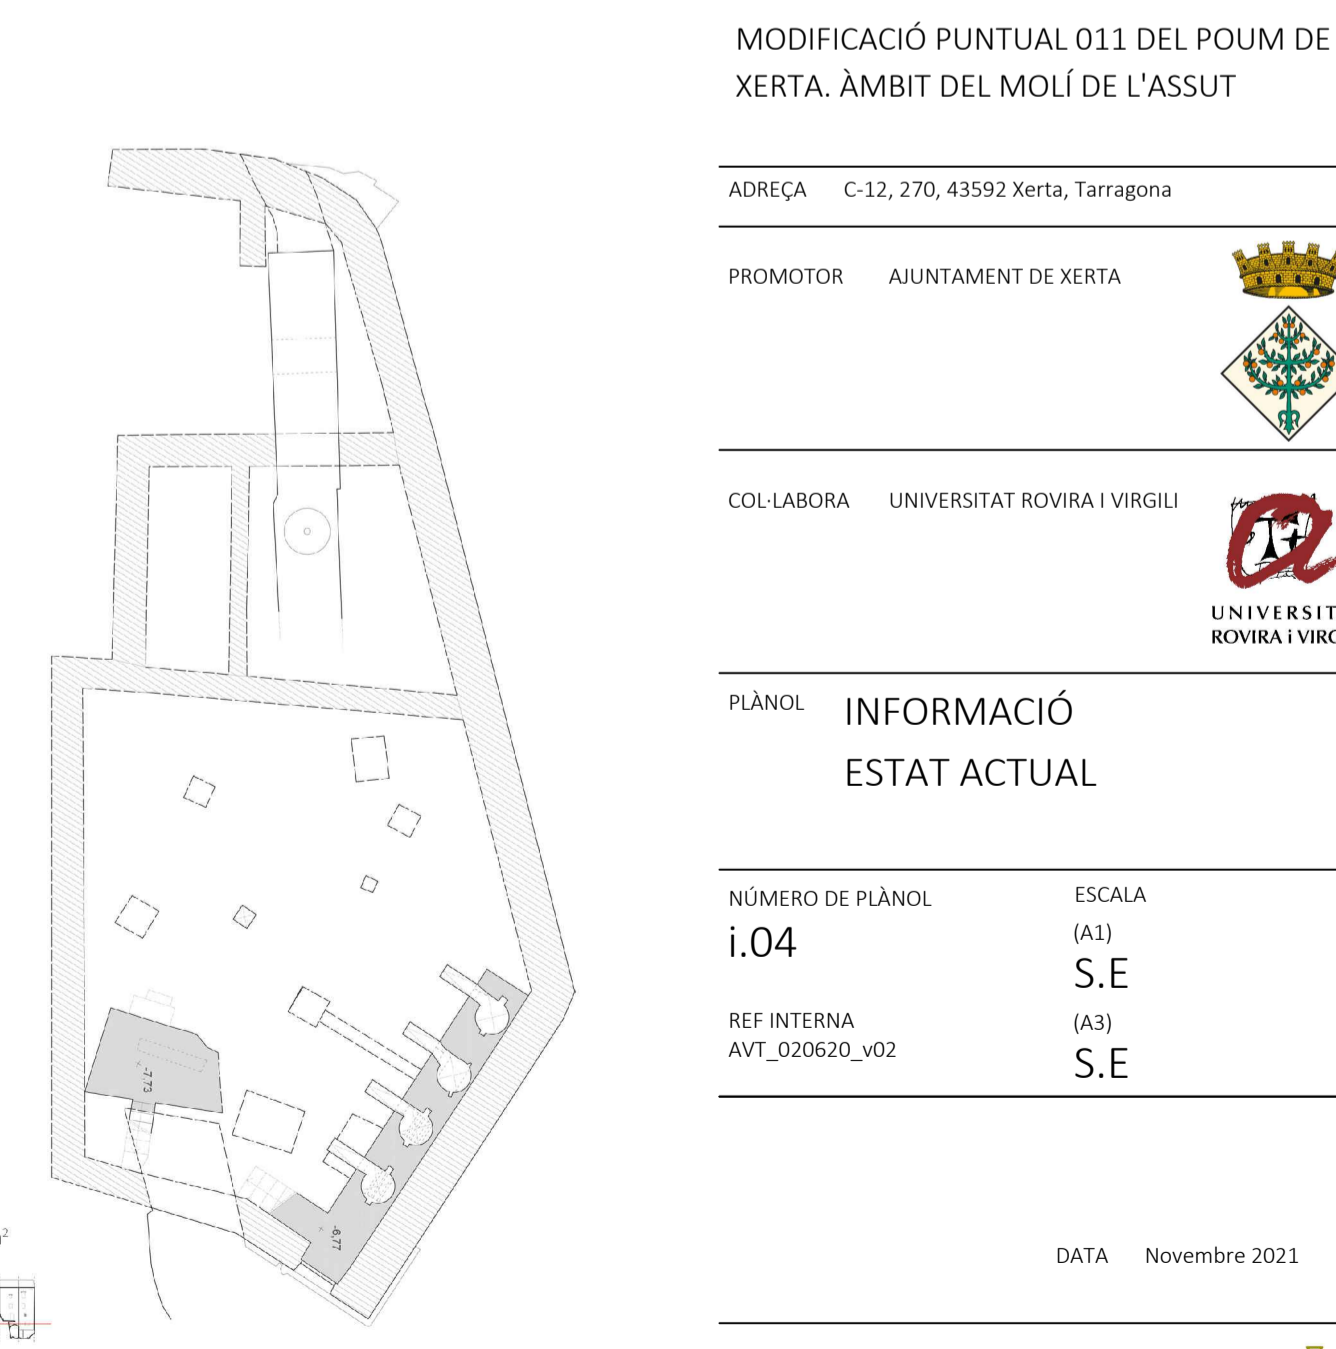 MODIFICACIÓ PUNTUAL 011 DEL POUM DE
XERTA. ÀMBIT DEL MOLÍ DE L'ASSUT
ADREÇA C-12, 270, 43592 Xerta, Tarragona
PROMOTOR AJUNTAMENT DE XERTA
COL·LABORA UNIVERSITAT ROVIRA I VIRGILI
PLÀNOL INFORMACIÓ
ESTAT ACTUAL
NÚMERO DE PLÀNOL
i.04
ESCALA
(A1)
S.E
REF INTERNA
AVT_020620_v02
(A3)
S.E
DATA Novembre 2021
-7,73
-6,77
2